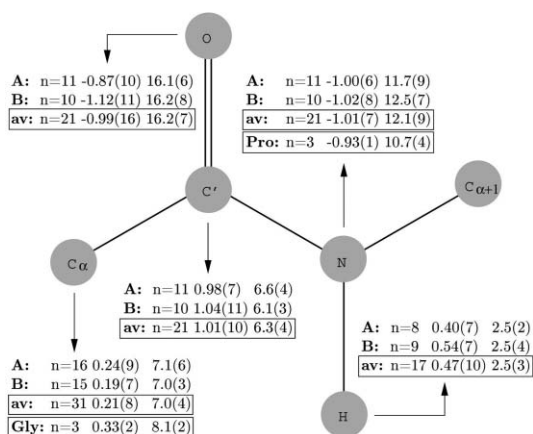 O
A: n=11 -0.87(10) 16.1(6)
B: n=10 -1.12(11) 16.2(8)
av: n=21 -0.99(16) 16.2(7)
A: n=11 -1.00(6) 11.7(9)
B: n=10 -1.02(8) 12.5(7)
av: n=21 -1.01(7) 12.1(9)
Pro: n=3 -0.93(1) 10.7(4)
C'
Cα+1
Cα
N
A: n=11 0.98(7) 6.6(4)
B: n=10 1.04(11) 6.1(3)
av: n=21 1.01(10) 6.3(4)
A: n=16 0.24(9) 7.1(6)
B: n=15 0.19(7) 7.0(3)
av: n=31 0.21(8) 7.0(4)
Gly: n=3 0.33(2) 8.1(2)
A: n=8 0.40(7) 2.5(2)
B: n=9 0.54(7) 2.5(4)
av: n=17 0.47(10) 2.5(3)
H